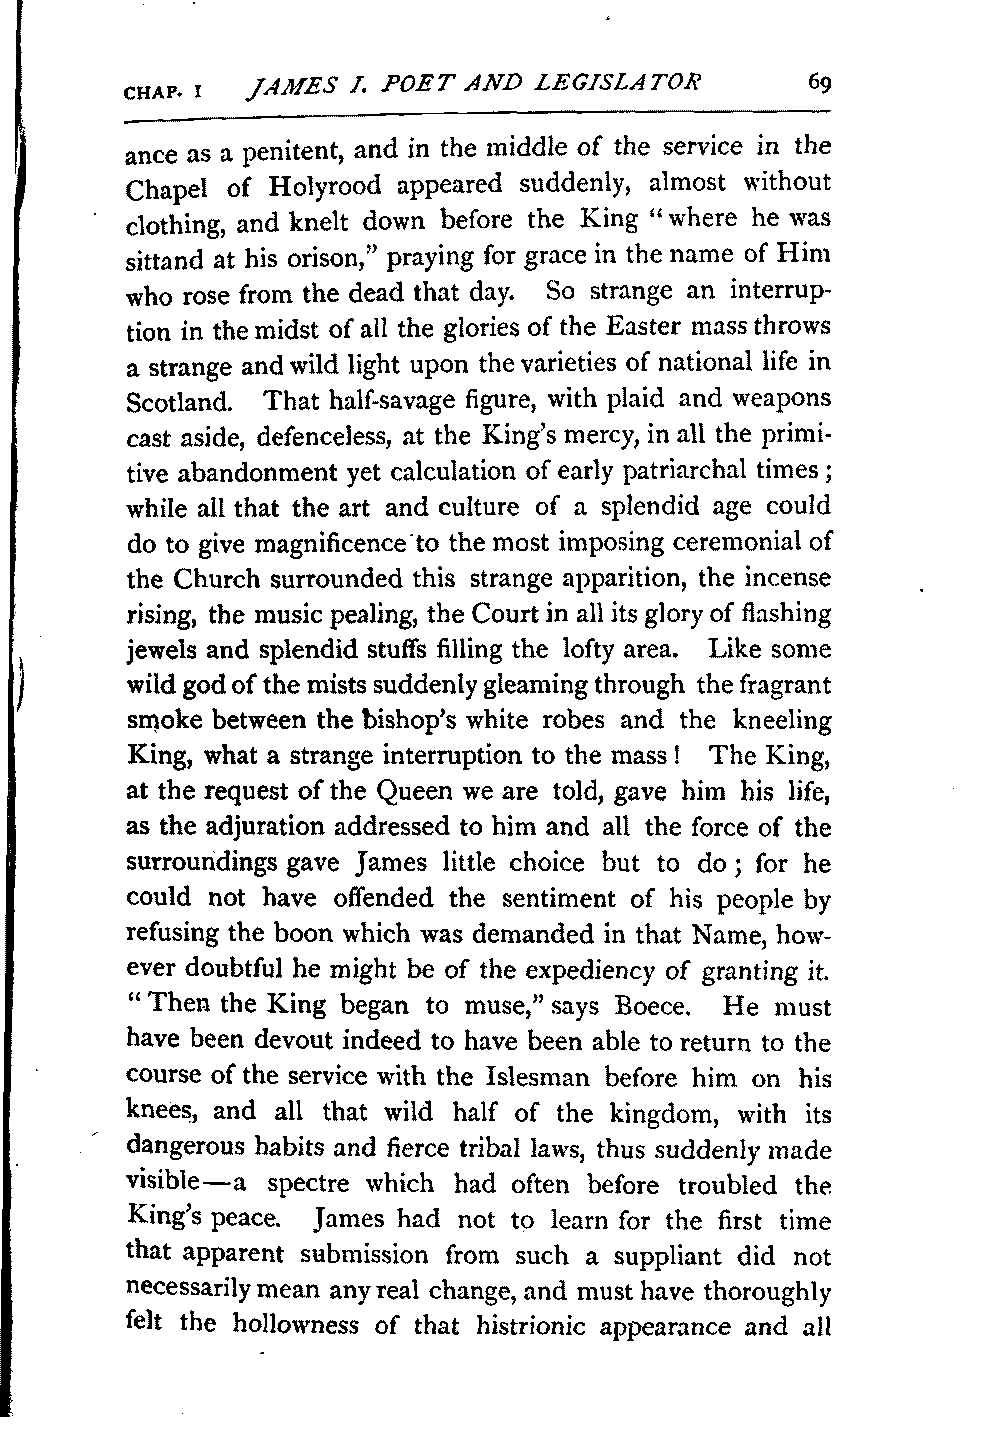 CHAP. I JAMES I. POET AND LEGISLATOR 69
ance as a penitent, and in the middle of the service in the
Chapel of Holyrood appeared suddenly, almost without
clothing, and knelt down before the King “where he was
sittand at his orison,” praying for grace in the name of Him
who rose from the dead that day. So strange an interrup-
tion in the midst of all the glories of the Easter mass throws
a strange and wild light upon the varieties of national life in
Scotland. That half-savage figure, with plaid and weapons
cast aside, defenceless, at the King's mercy, in all the primi-
tive abandonment yet calculation of early patriarchal times;
while all that the art and culture of a splendid age could
do to give magnificence to the most imposing ceremonial of
the Church surrounded this strange apparition, the incense
rising, the music pealing, the Court in all its glory of flashing
jewels and splendid stuffs filling the lofty area. Like some
wild god of the mists suddenly gleaming through the fragrant
smoke between the bishop's white robes and the kneeling
King, what a strange interruption to the mass! The King,
at the request of the Queen we are told, gave him his life,
as the adjuration addressed to him and all the force of the
surroundings gave James little choice but to do; for he
could not have offended the sentiment of his people by
refusing the boon which was demanded in that Name, how-
ever doubtful he might be of the expediency of granting it.
“Then the King began to muse,” says Boece. He must
have been devout indeed to have been able to return to the
course of the service with the Islesman before him on his
knees, and all that wild half of the kingdom, with its
dangerous habits and fierce tribal laws, thus suddenly made
visible—a spectre which had often before troubled the
King's peace. James had not to learn for the first time
that apparent submission from such a suppliant did not
necessarily mean any real change, and must have thoroughly
felt the hollowness of that histrionic appearance and all